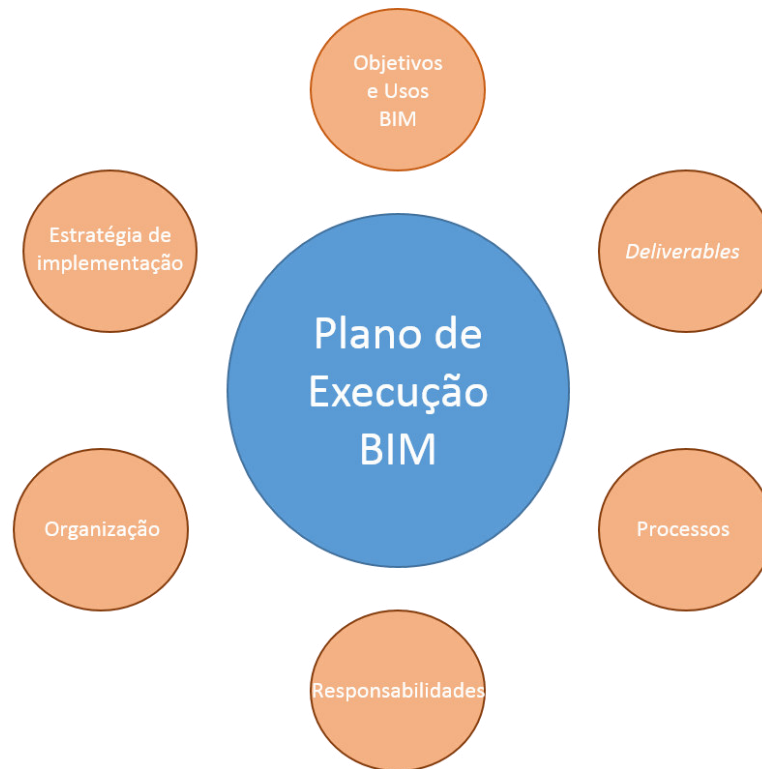 Objetivos
e Usos
BIM
Estratégia de
implementação
Deliverables
Plano de
Execução
BIM
Organização
Processos
Responsabilidades